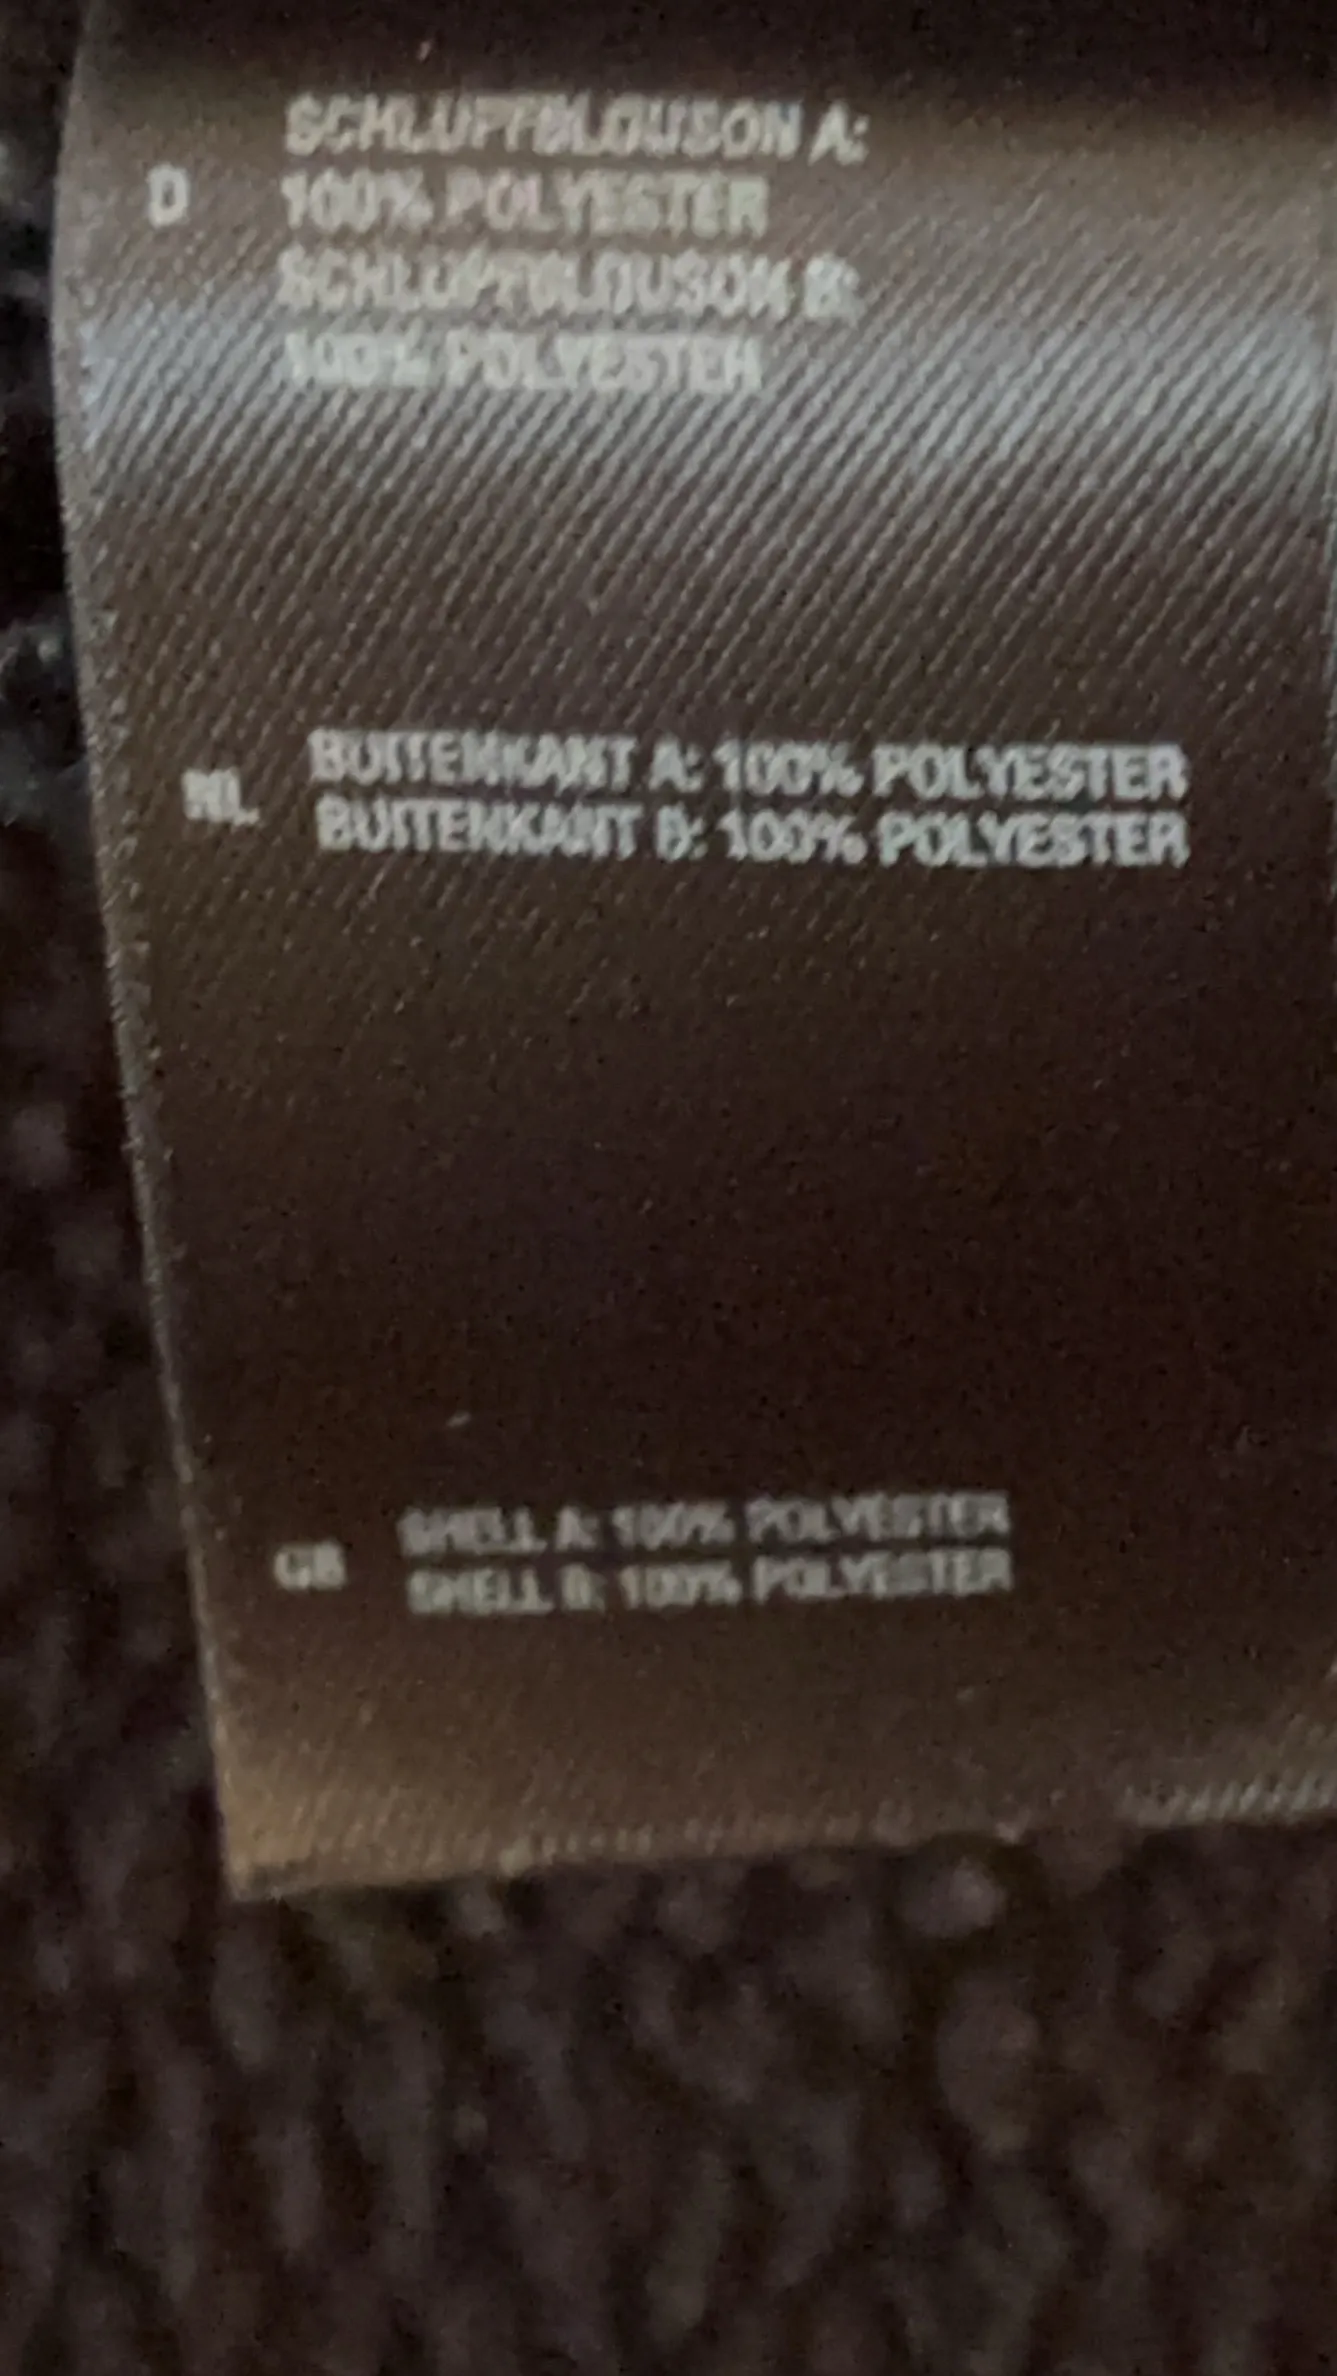 D
SCHLUPFBLOUSON A:
100% POLYESTER
SCHLUPFBLOUSON B:
100% POLYESTER
NL
BUITENKANT A: 100% POLYESTER
BUITENKANT B: 100% POLYESTER
GB
SHELL A: 100% POLYESTER
SHELL B: 100% POLYESTER